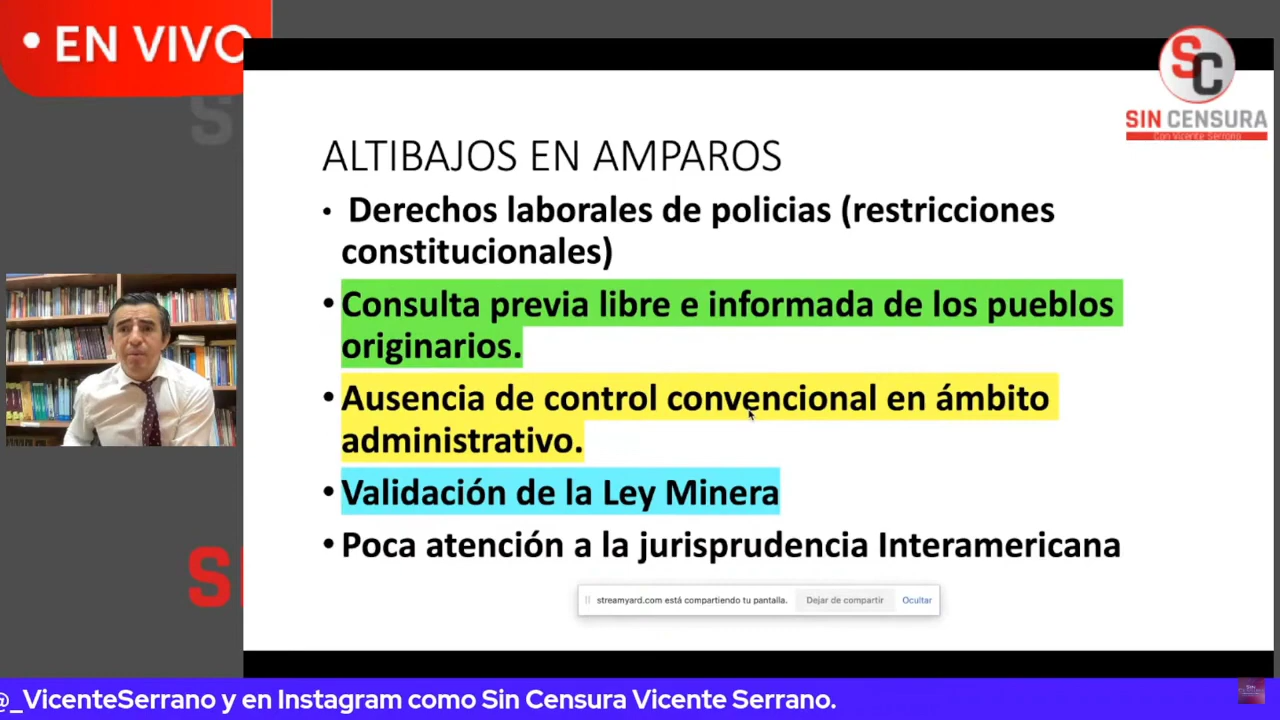 • EN VIVO
SC
SIN CENSURA
Con Vicente Serrano
ALTIBAJOS EN AMPAROS
• Derechos laborales de policias (restricciones
constitucionales)
• Consulta previa libre e informada de los pueblos
originarios.
• Ausencia de control convencional en ámbito
administrativo.
• Validación de la Ley Minera
• Poca atención a la jurisprudencia Interamericana
streamyard.com está compartiendo tu pantalla. Dejar de compartir Ocultar
@_VicenteSerrano y en Instagram como Sin Censura Vicente Serrano.